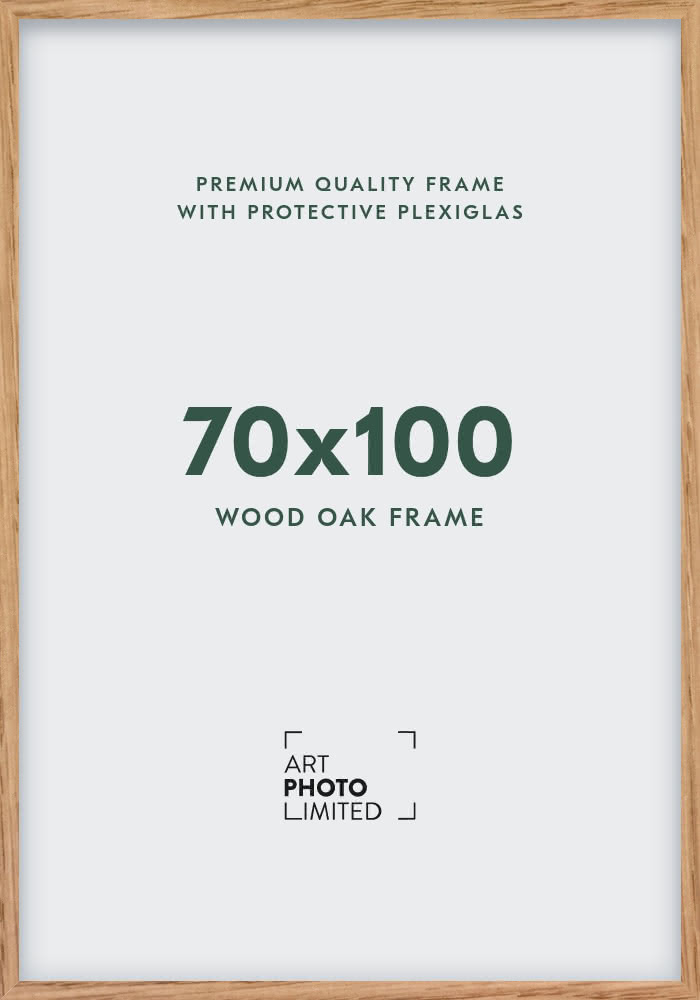 PREMIUM QUALITY FRAME
WITH PROTECTIVE PLEXIGLAS
70x100
WOOD OAK FRAME
ART
PHOTO
LIMITED